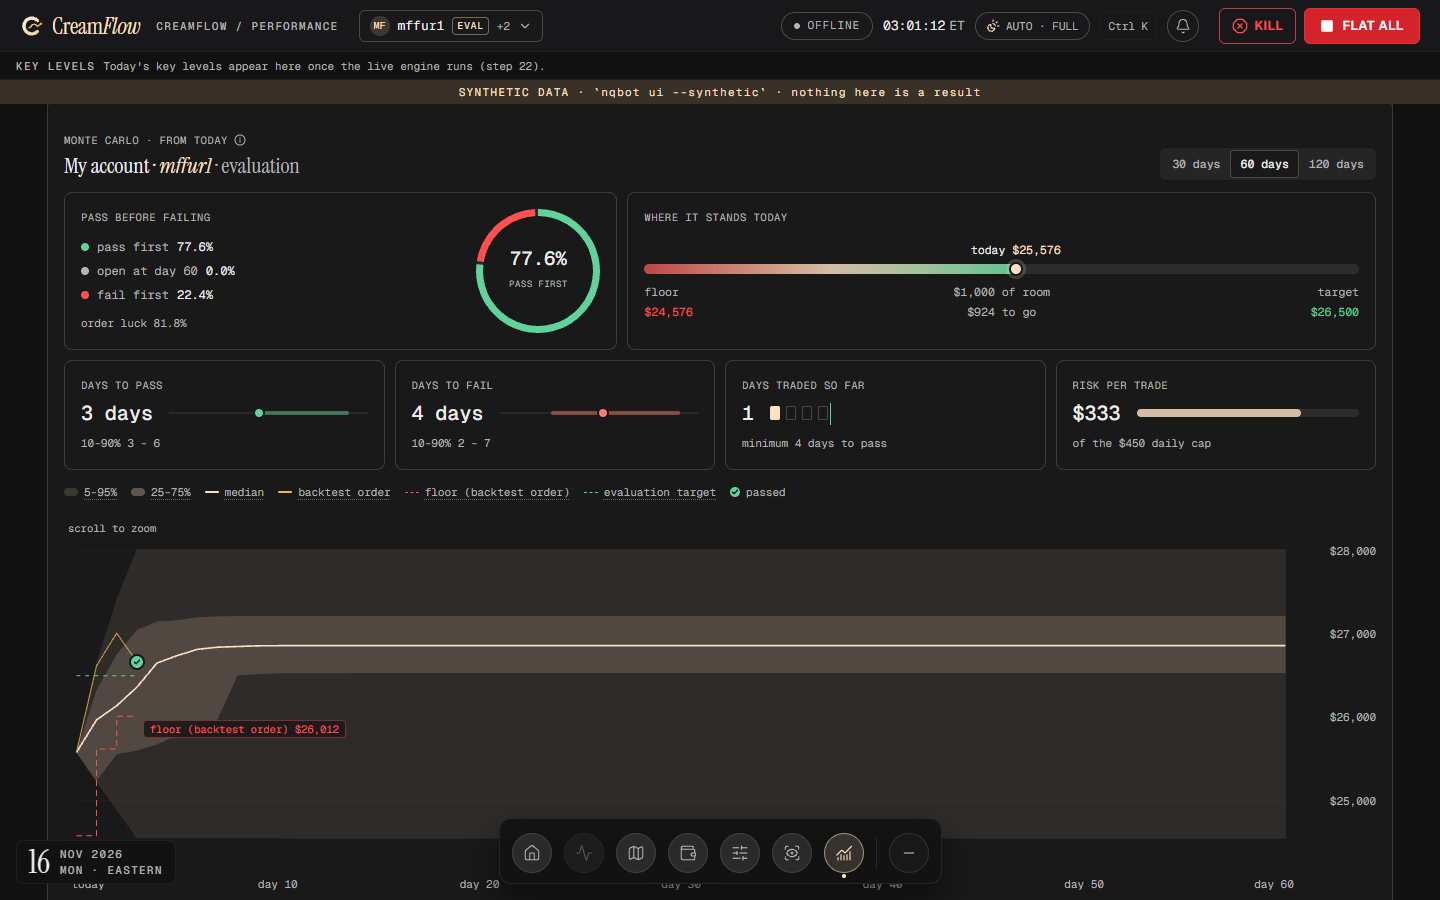 CreamFlow CREAMFLOW / PERFORMANCE MF mffur1 EVAL +2 OFFLINE 03:01:12 ET AUTO · FULL Ctrl K KILL FLAT ALL
KEY LEVELS Today's key levels appear here once the live engine runs (step 22).
SYNTHETIC DATA · `nqbot ui --synthetic` · nothing here is a result
MONTE CARLO · FROM TODAY
My account · mffur1 · evaluation
30 days 60 days 120 days
PASS BEFORE FAILING
pass first 77.6%
open at day 60 0.0%
fail first 22.4%
order luck 81.8%
77.6%
PASS FIRST
WHERE IT STANDS TODAY
today $25,576
floor $1,000 of room target
$24,576 $924 to go $26,500
DAYS TO PASS
3 days
10–90% 3 – 6
DAYS TO FAIL
4 days
10–90% 2 – 7
DAYS TRADED SO FAR
1
minimum 4 days to pass
RISK PER TRADE
$333
of the $450 daily cap
5–95% 25–75% median backtest order floor (backtest order) evaluation target passed
scroll to zoom
$28,000
$27,000
$26,000
floor (backtest order) $26,012
$25,000
16 NOV 2026
MON · EASTERN
today day 10 day 20 day 30 day 40 day 50 day 60